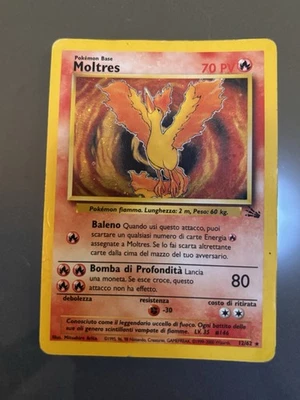 Pokémon Base
Moltres
70 PV
Pokémon fiamma. Lunghezza: 2 m, Peso: 60 kg.
Baleno Quando usi questo attacco, puoi
scartare un qualsiasi numero di carte Energia
assegnate a Moltres. Se lo fai scarta altrettante
carte dalla cima del mazzo del tuo avversario.
Bomba di Profondità Lancia
una moneta. Se esce croce, questo
attacco non ha effetto.
80
debolezza
resistenza
costo di ritirata
-30
Conosciuto come il leggendario uccello di fuoco. Ogni battito delle
sue ali genera scintillanti vampate di fiamme. LV. 35 #146
12/62